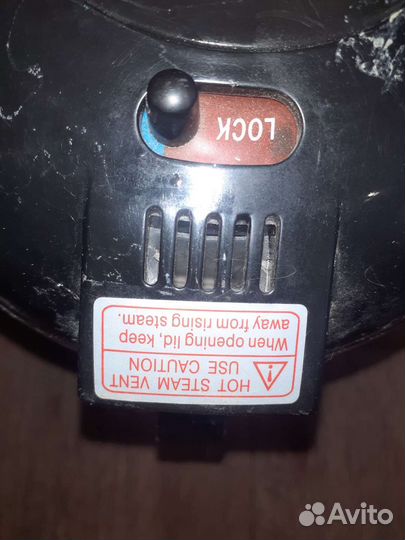 LOCK
HOT STEAM VENT
USE CAUTION
When opening lid, keep
away from rising steam.
Avito